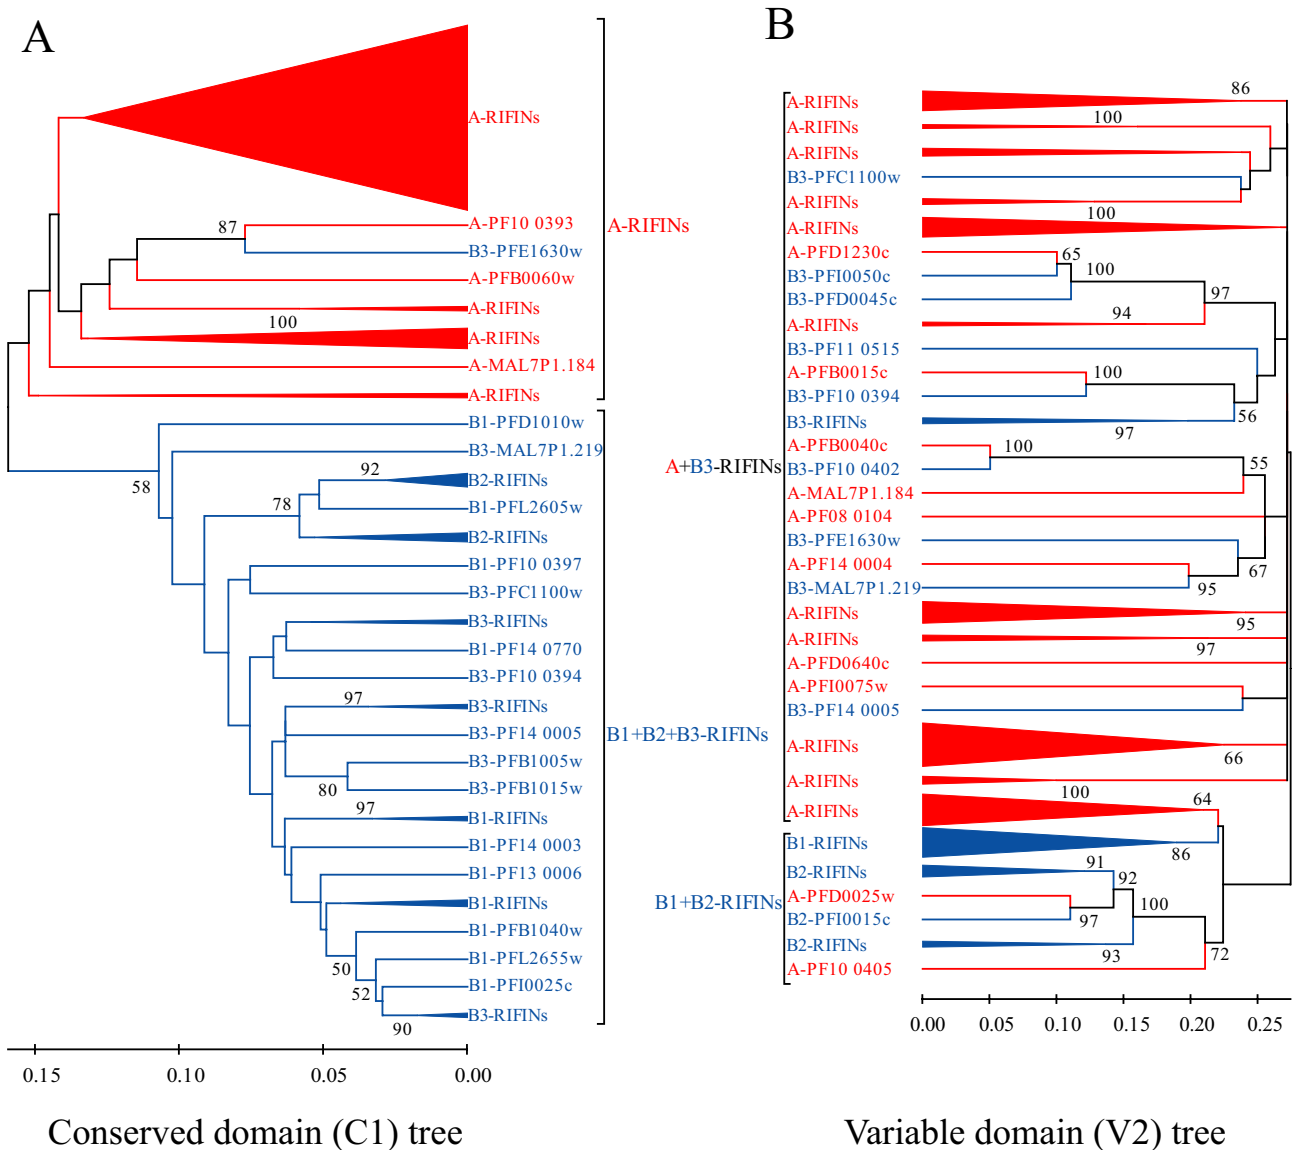 A
A-RIFINs
87
A-PF10 0393
B3-PFE1630w
A-PFB0060w
A-RIFINs
100
A-RIFINs
A-MAL7P1.184
A-RIFINs
A-RIFINs
B1-PFD1010w
B3-MAL7P1.219
58
92
B2-RIFINs
78
B1-PFL2605w
B2-RIFINs
B1-PF10 0397
B3-PFC1100w
B3-RIFINs
B1-PF14 0770
B3-PF10 0394
97
B3-RIFINs
B3-PF14 0005
B3-PFB1005w
80
B3-PFB1015w
97
B1-RIFINs
B1-PF14 0003
B1-PF13 0006
B1-RIFINs
B1-PFB1040w
50
B1-PFL2655w
52
B1-PFI0025c
B3-RIFINs
90
B1+B2+B3-RIFINs
0.15 0.10 0.05 0.00
Conserved domain (C1) tree
B
86
A-RIFINs
100
A-RIFINs
A-RIFINs
B3-PFC1100w
A-RIFINs
100
A-RIFINs
A-PFD1230c
65
B3-PFI0050c
100
B3-PFD0045c
97
A-RIFINs
94
B3-PF11 0515
A-PFB0015c
100
B3-PF10 0394
56
B3-RIFINs
97
A-PFB0040c
100
B3-PF10 0402
55
A-MAL7P1.184
A-PF08 0104
B3-PFE1630w
A-PF14 0004
67
B3-MAL7P1.219
95
A-RIFINs
95
A-RIFINs
97
A-PFD0640c
A-PFI0075w
B3-PF14 0005
A-RIFINs
66
A-RIFINs
100
A-RIFINs
64
A+B3-RIFINs
B1-RIFINs
86
B2-RIFINs
91
92
A-PFD0025w
100
B2-PFI0015c
97
B2-RIFINs
93
72
A-PF10 0405
B1+B2-RIFINs
0.00 0.05 0.10 0.15 0.20 0.25
Variable domain (V2) tree